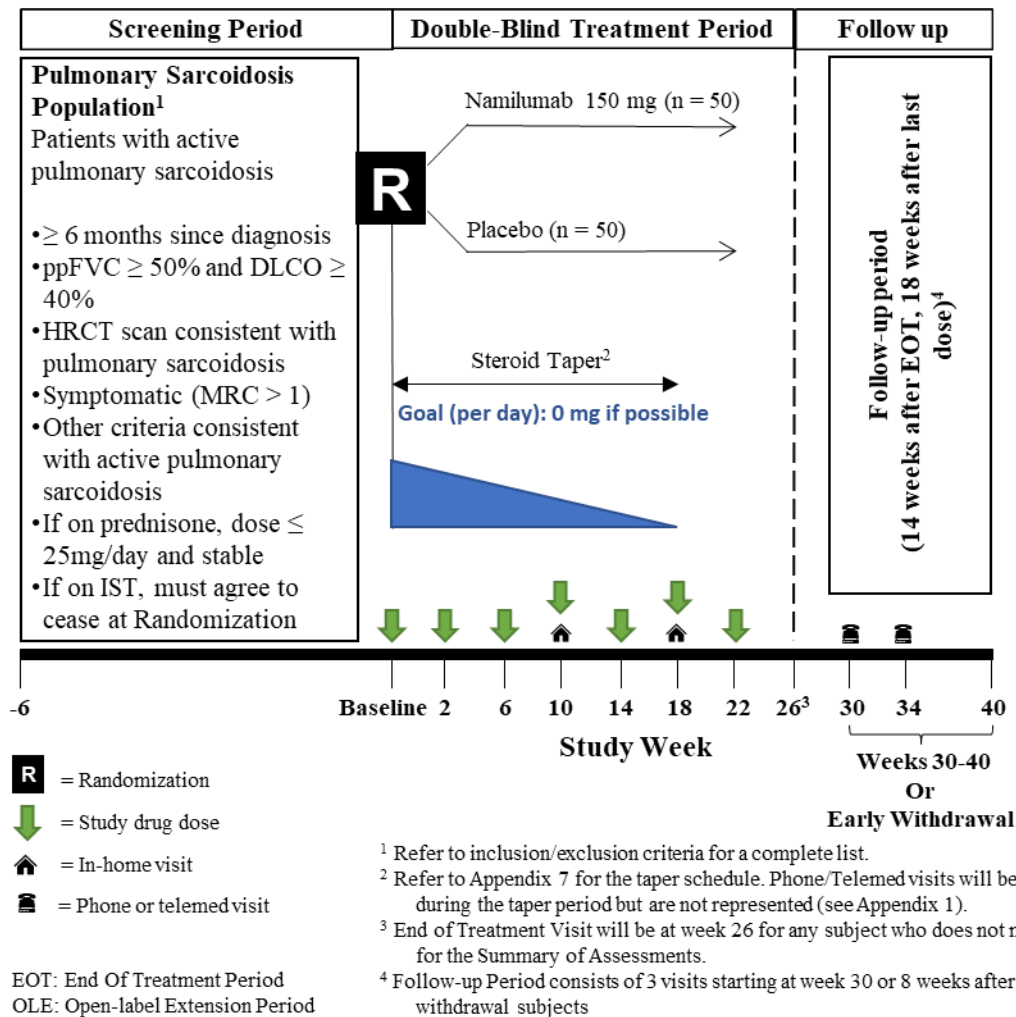 Screening Period
Double-Blind Treatment Period
Follow up
Pulmonary Sarcoidosis
Population¹
Patients with active
pulmonary sarcoidosis
•≥ 6 months since diagnosis
•ppFVC ≥ 50% and DLCO ≥
40%
•HRCT scan consistent with
pulmonary sarcoidosis
•Symptomatic (MRC > 1)
•Other criteria consistent
with active pulmonary
sarcoidosis
•If on prednisone, dose ≤
25mg/day and stable
•If on IST, must agree to
cease at Randomization
R
Namilumab 150 mg (n = 50)
Placebo (n = 50)
Steroid Taper²
Goal (per day): 0 mg if possible
Follow-up period
(14 weeks after EOT, 18 weeks after last
dose)⁴
-6 Baseline 2 6 10 14 18 22 26³ 30 34 40
Study Week
Weeks 30-40
Or
Early Withdrawal
R = Randomization
= Study drug dose
= In-home visit
= Phone or telemed visit
EOT: End Of Treatment Period
OLE: Open-label Extension Period
¹ Refer to inclusion/exclusion criteria for a complete list.
² Refer to Appendix 7 for the taper schedule. Phone/Telemed visits will be
during the taper period but are not represented (see Appendix 1).
³ End of Treatment Visit will be at week 26 for any subject who does not
for the Summary of Assessments.
⁴ Follow-up Period consists of 3 visits starting at week 30 or 8 weeks after
withdrawal subjects